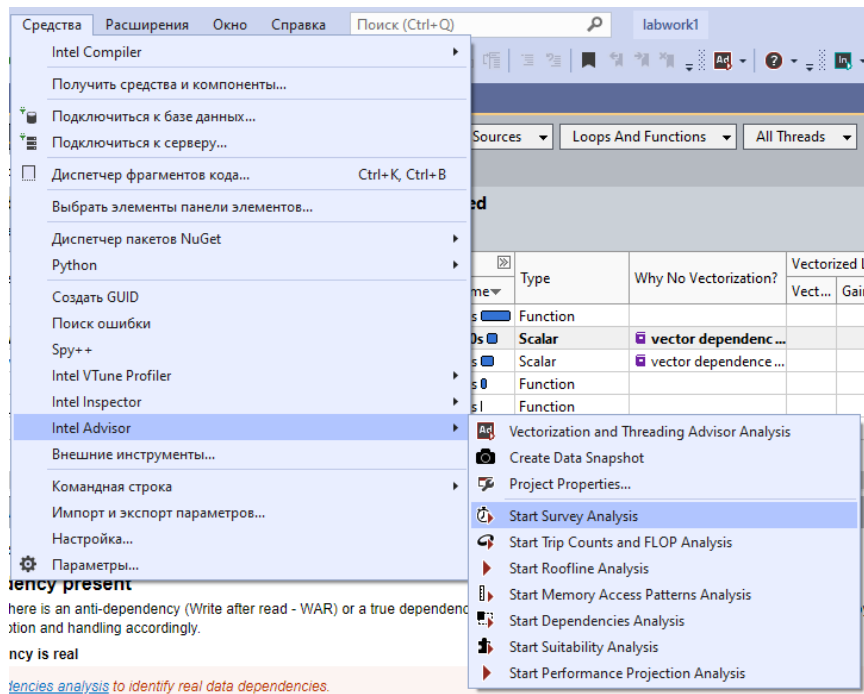 Средства Расширения Окно Справка Поиск (Ctrl+Q) labwork1
Intel Compiler
Получить средства и компоненты...
Подключиться к базе данных...
Подключиться к серверу...
Диспетчер фрагментов кода... Ctrl+K, Ctrl+B
Выбрать элементы панели элементов...
Диспетчер пакетов NuGet
Python
Создать GUID
Поиск ошибки
Spy++
Intel VTune Profiler
Intel Inspector
Intel Advisor
Внешние инструменты...
Командная строка
Импорт и экспорт параметров...
Настройка...
Параметры...
Sources Loops And Functions All Threads
ed
Type Why No Vectorization? Vectorized L
me Vect... Gai
s Function
0s Scalar vector dependenc ...
s Scalar vector dependence ...
s Function
s Function
Vectorization and Threading Advisor Analysis
Create Data Snapshot
Project Properties...
Start Survey Analysis
Start Trip Counts and FLOP Analysis
Start Roofline Analysis
Start Memory Access Patterns Analysis
Start Dependencies Analysis
Start Suitability Analysis
Start Performance Projection Analysis
dency present
here is an anti-dependency (Write after read - WAR) or a true dependenc
ption and handling accordingly.
ncy is real
dencies analysis to identify real data dependencies.